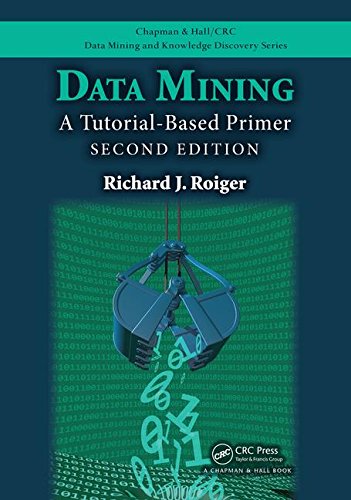 Chapman & Hall/CRC
Data Mining and Knowledge Discovery Series
DATA MINING
A Tutorial-Based Primer
SECOND EDITION
Richard J. Roiger
CRC
CRC Press
Taylor & Francis Group
A CHAPMAN & HALL BOOK